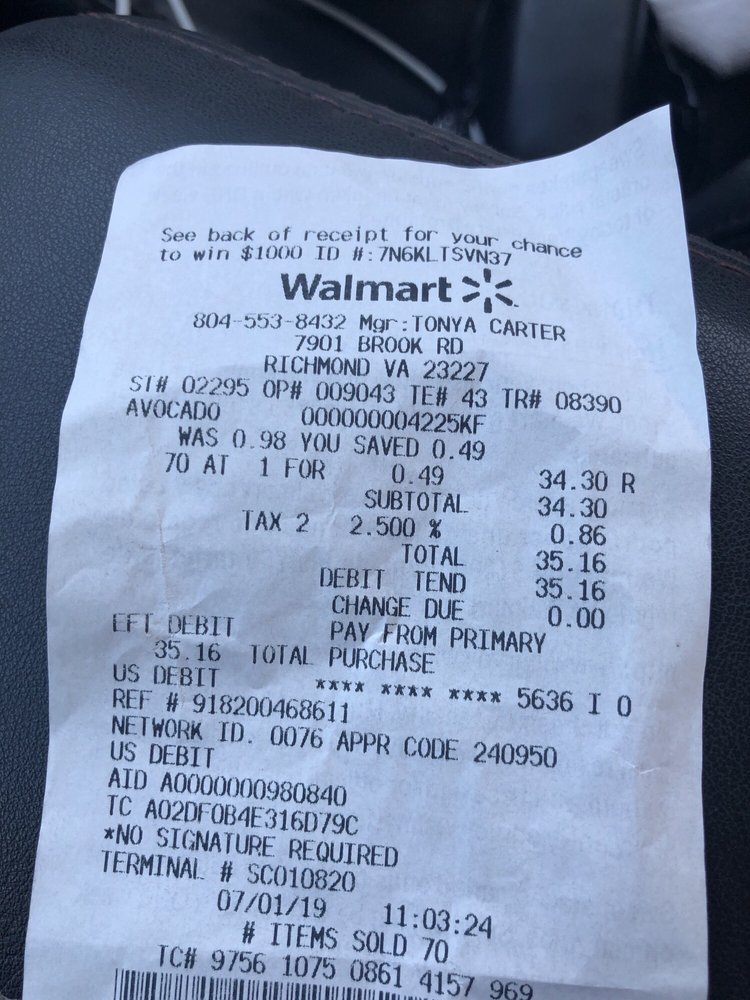 See back of receipt for your chance
to win $1000 ID #:7N6KLTSVN37
Walmart
804-553-8432 Mgr:TONYA CARTER
7901 BROOK RD
RICHMOND VA 23227
ST# 02295 OP# 009043 TE# 43 TR# 08390
AVOCADO 000000004225KF
WAS 0.98 YOU SAVED 0.49
70 AT 1 FOR 0.49 34.30 R
SUBTOTAL 34.30
TAX 2 2.500 % 0.86
TOTAL 35.16
DEBIT TEND 35.16
CHANGE DUE 0.00
EFT DEBIT PAY FROM PRIMARY
35.16 TOTAL PURCHASE
US DEBIT **** **** **** 5636 I 0
REF # 918200468611
NETWORK ID. 0076 APPR CODE 240950
US DEBIT
AID A0000000980840
TC A02DF0B4E316D79C
*NO SIGNATURE REQUIRED
TERMINAL # SC010820
07/01/19 11:03:24
# ITEMS SOLD 70
TC# 9756 1075 0861 4157 969